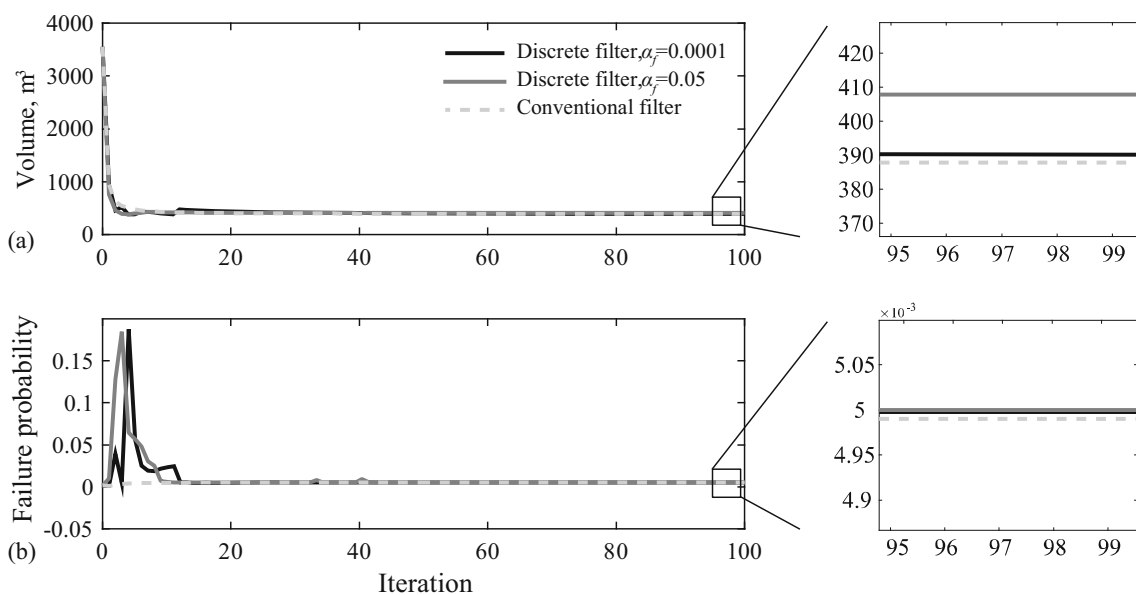 4000
3000
2000
1000
0
Volume, m³
Discrete filter,α_f=0.0001
Discrete filter,α_f=0.05
Conventional filter
0 20 40 60 80 100
(a)
420
410
400
390
380
370
95 96 97 98 99
0.15
0.1
0.05
0
-0.05
Failure probability
0 20 40 60 80 100
(b)
Iteration
×10⁻³
5.05
5
4.95
4.9
95 96 97 98 99